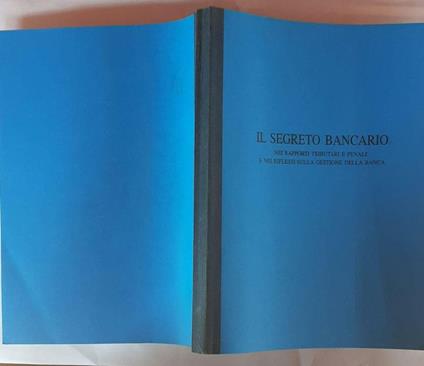 IL SEGRETO BANCARIO
NEI RAPPORTI TRIBUTARI E PENALI
E NEI RIFLESSI SULLA GESTIONE DELLA BANCA